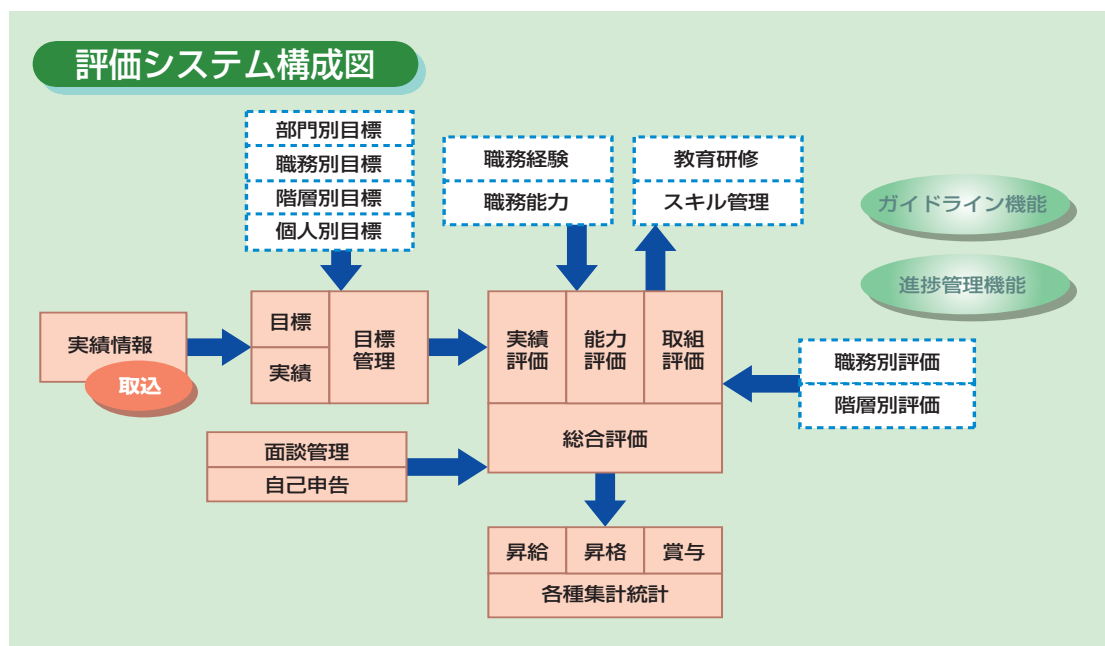 評価システム構成図
部門別目標
職務別目標
階層別目標
個人別目標
職務経験
職務能力
教育研修
スキル管理
ガイドライン機能
進捗管理機能
実績情報
取込
目標
実績
目標
管理
実績
評価
能力
評価
取組
評価
総合評価
職務別評価
階層別評価
面談管理
自己申告
昇給
昇格
賞与
各種集計統計